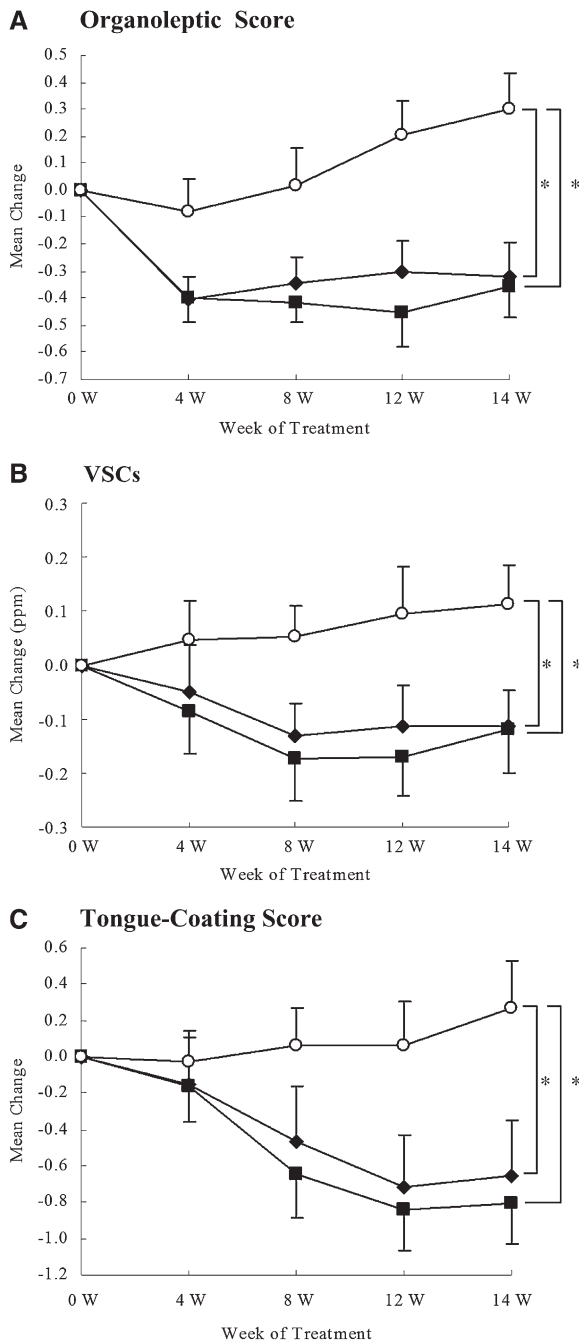 A Organoleptic Score
0.5
0.4
0.3
0.2
0.1
0.0
-0.1
-0.2
-0.3
-0.4
-0.5
-0.6
-0.7
Mean Change
* *
0 W 4 W 8 W 12 W 14 W
Week of Treatment
B VSCs
0.3
0.2
0.1
0.0
-0.1
-0.2
-0.3
Mean Change (ppm)
* *
0 W 4 W 8 W 12 W 14 W
Week of Treatment
C Tongue-Coating Score
0.6
0.4
0.2
0.0
-0.2
-0.4
-0.6
-0.8
-1.0
-1.2
Mean Change
* *
0 W 4 W 8 W 12 W 14 W
Week of Treatment